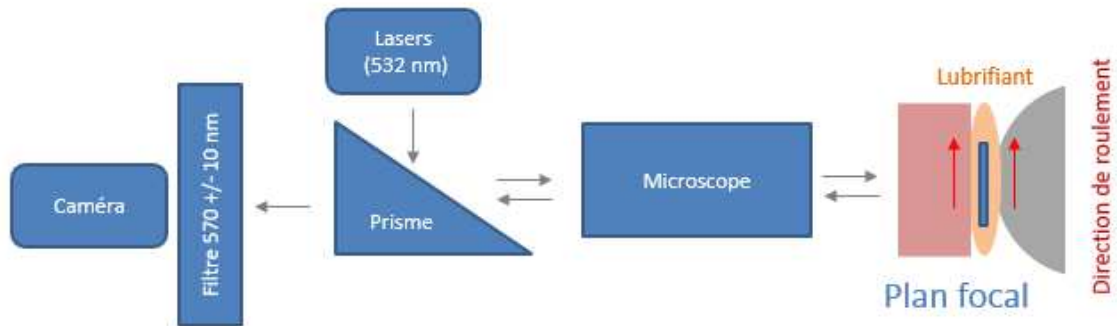 Lasers
(532 nm)
Lubrifiant
Direction de roulement
Filtre 570 +/- 10 nm
Caméra
Prisme
Microscope
Plan focal